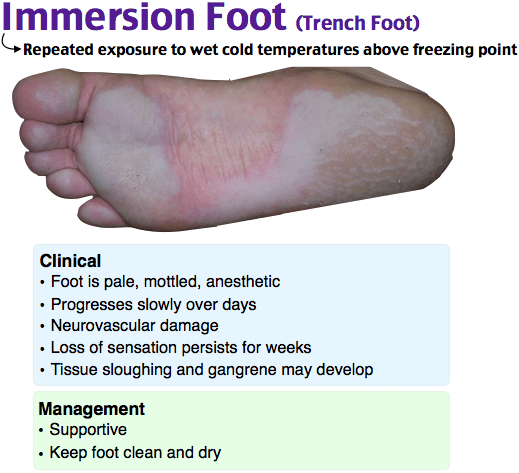 Immersion Foot (Trench Foot)
Repeated exposure to wet cold temperatures above freezing point
Clinical
• Foot is pale, mottled, anesthetic
• Progresses slowly over days
• Neurovascular damage
• Loss of sensation persists for weeks
• Tissue sloughing and gangrene may develop
Management
• Supportive
• Keep foot clean and dry